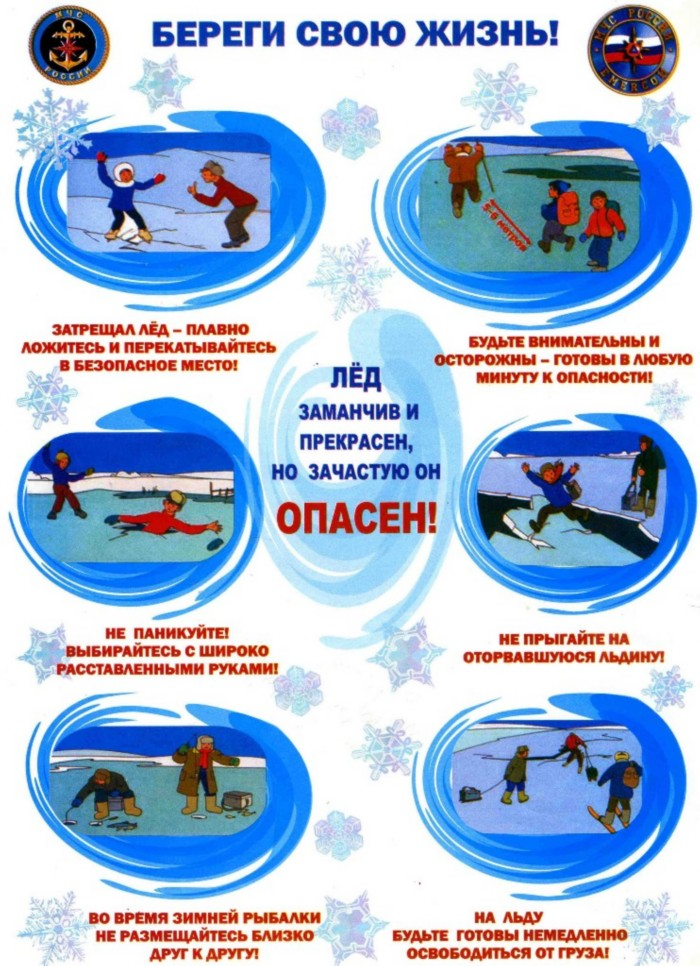 БЕРЕГИ СВОЮ ЖИЗНЬ!
МЧС
РОССИИ
МЧС РОССИИ
EMERCOM
5-6 метров
ЗАТРЕЩАЛ ЛЁД – ПЛАВНО
ЛОЖИТЕСЬ И ПЕРЕКАТЫВАЙТЕСЬ
В БЕЗОПАСНОЕ МЕСТО!
БУДЬТЕ ВНИМАТЕЛЬНЫ И
ОСТОРОЖНЫ – ГОТОВЫ В ЛЮБУЮ
МИНУТУ К ОПАСНОСТИ!
ЛЁД
ЗАМАНЧИВ И
ПРЕКРАСЕН,
НО ЗАЧАСТУЮ ОН
ОПАСЕН!
НЕ ПАНИКУЙТЕ!
ВЫБИРАЙТЕСЬ С ШИРОКО
РАССТАВЛЕННЫМИ РУКАМИ!
НЕ ПРЫГАЙТЕ НА
ОТОРВАВШУЮСЯ ЛЬДИНУ!
ВО ВРЕМЯ ЗИМНЕЙ РЫБАЛКИ
НЕ РАЗМЕЩАЙТЕСЬ БЛИЗКО
ДРУГ К ДРУГУ!
НА ЛЬДУ
БУДЬТЕ ГОТОВЫ НЕМЕДЛЕННО
ОСВОБОДИТЬСЯ ОТ ГРУЗА!